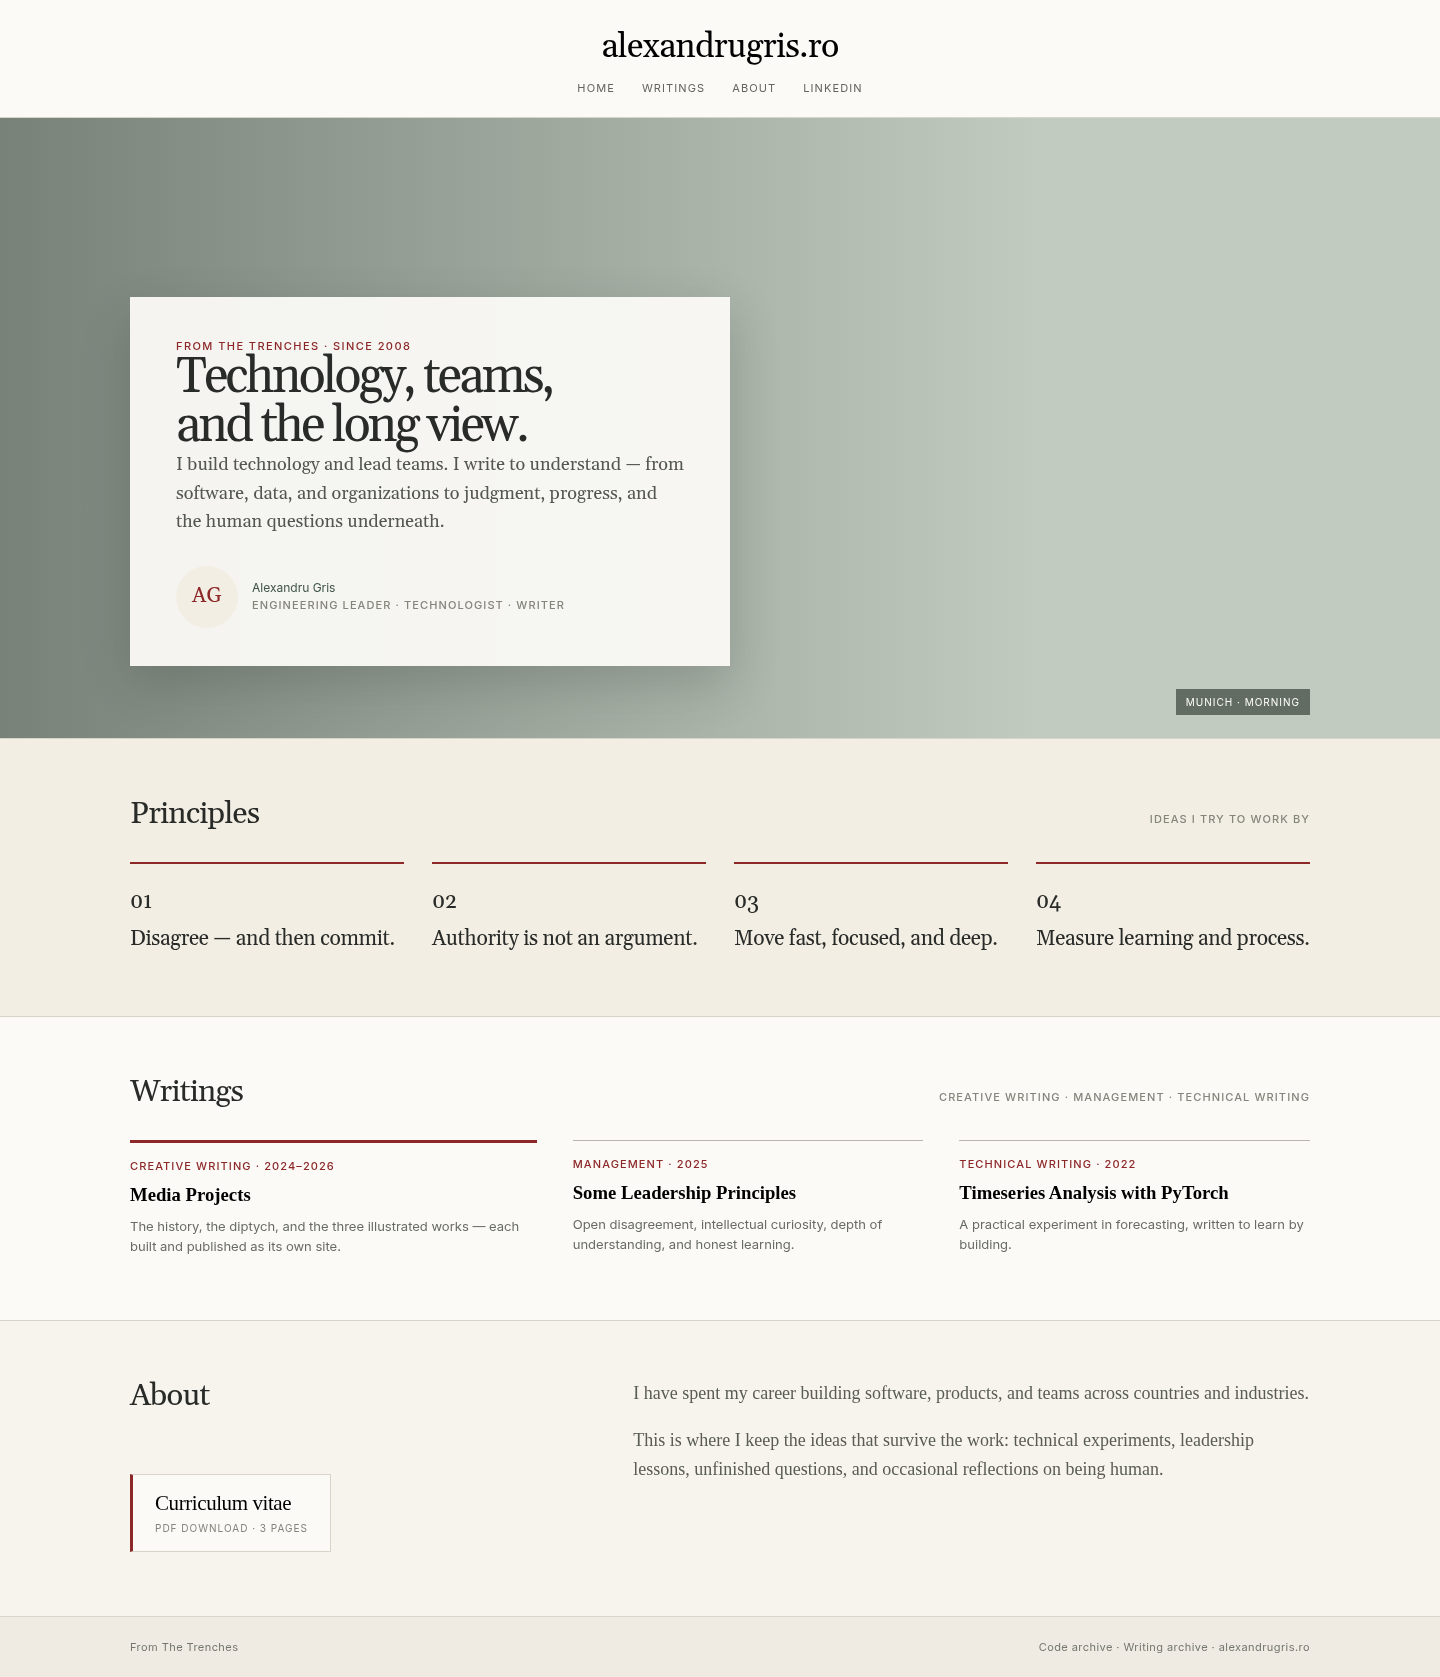 alexandrugris.ro
HOME WRITINGS ABOUT LINKEDIN
FROM THE TRENCHES · SINCE 2008
Technology, teams,
and the long view.
I build technology and lead teams. I write to understand — from
software, data, and organizations to judgment, progress, and
the human questions underneath.
AG
Alexandru Gris
ENGINEERING LEADER · TECHNOLOGIST · WRITER
MUNICH · MORNING
Principles
IDEAS I TRY TO WORK BY
01
Disagree — and then commit.
02
Authority is not an argument.
03
Move fast, focused, and deep.
04
Measure learning and process.
Writings
CREATIVE WRITING · MANAGEMENT · TECHNICAL WRITING
CREATIVE WRITING · 2024–2026
Media Projects
The history, the diptych, and the three illustrated works — each
built and published as its own site.
MANAGEMENT · 2025
Some Leadership Principles
Open disagreement, intellectual curiosity, depth of
understanding, and honest learning.
TECHNICAL WRITING · 2022
Timeseries Analysis with PyTorch
A practical experiment in forecasting, written to learn by
building.
About
I have spent my career building software, products, and teams across countries and industries.
This is where I keep the ideas that survive the work: technical experiments, leadership
lessons, unfinished questions, and occasional reflections on being human.
Curriculum vitae
PDF DOWNLOAD · 3 PAGES
From The Trenches
Code archive · Writing archive · alexandrugris.ro